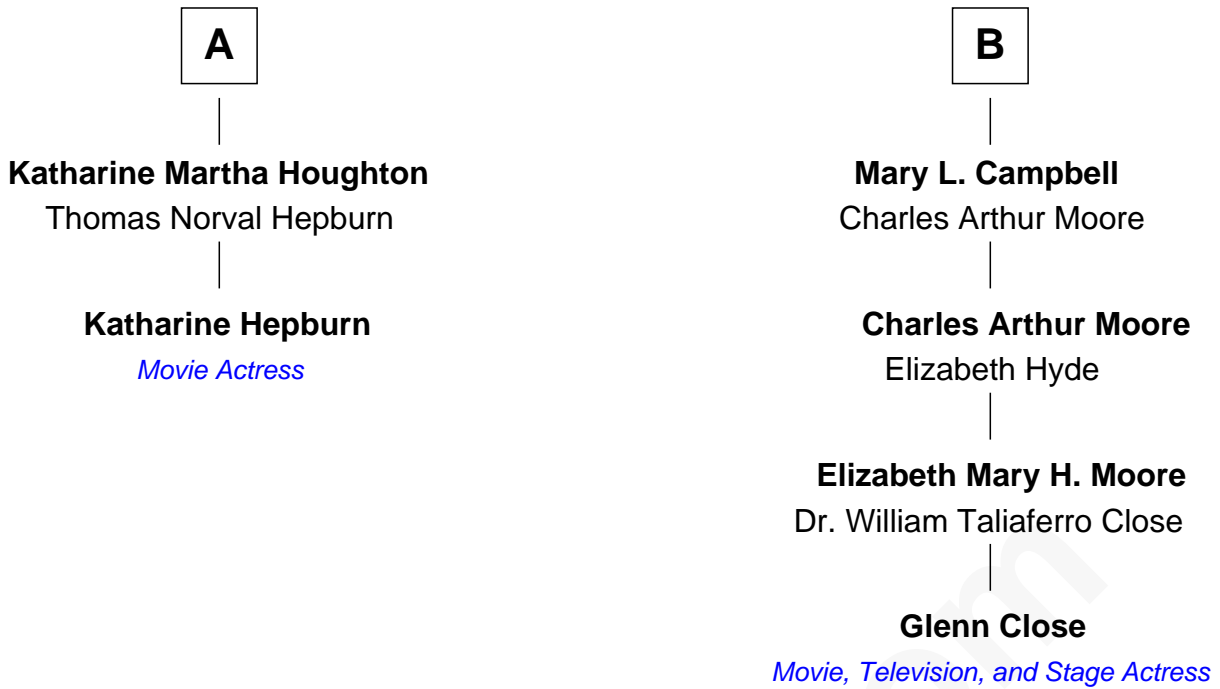 A
Katharine Martha Houghton
Thomas Norval Hepburn
Katharine Hepburn
Movie Actress
B
Mary L. Campbell
Charles Arthur Moore
Charles Arthur Moore
Elizabeth Hyde
Elizabeth Mary H. Moore
Dr. William Taliaferro Close
Glenn Close
Movie, Television, and Stage Actress